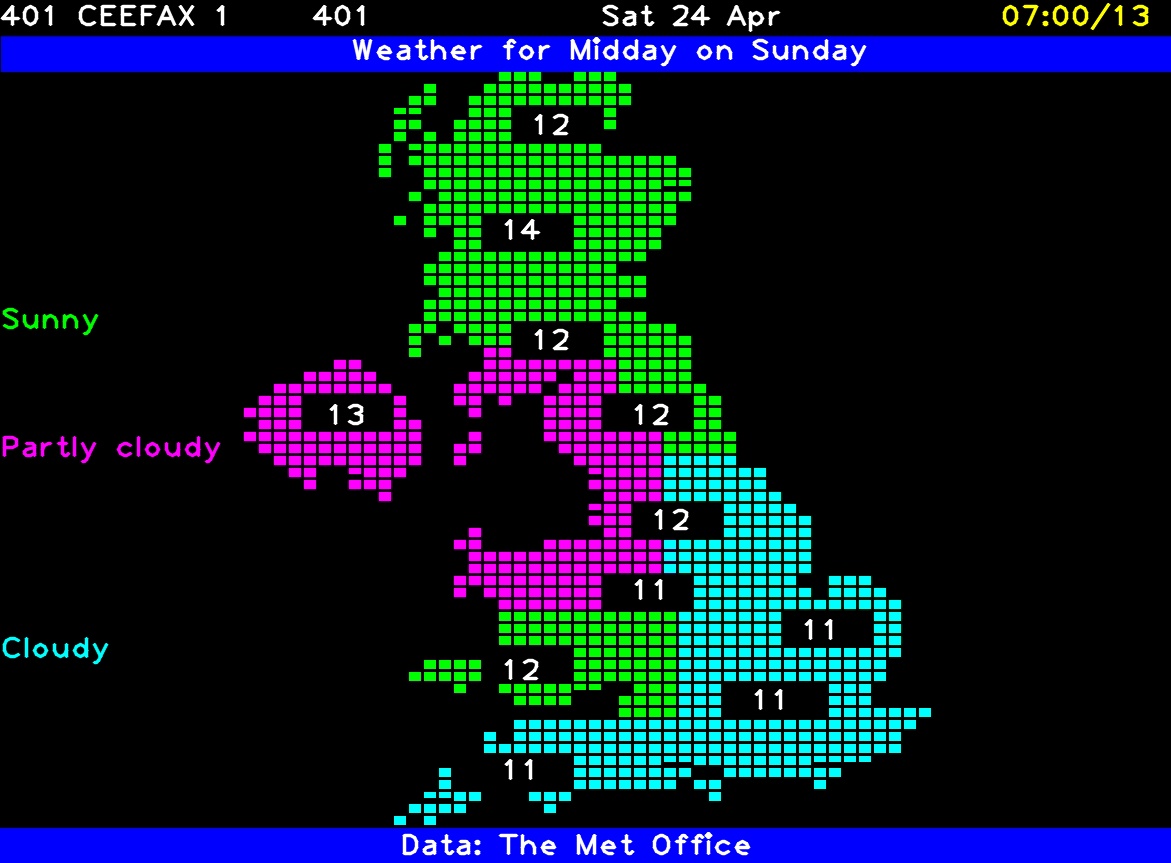 401 CEEFAX 1 401 Sat 24 Apr 07:00/13
Weather for Midday on Sunday
12
14
Sunny
12
13
12
Partly cloudy
12
11
11
Cloudy
12
11
11
Data: The Met Office